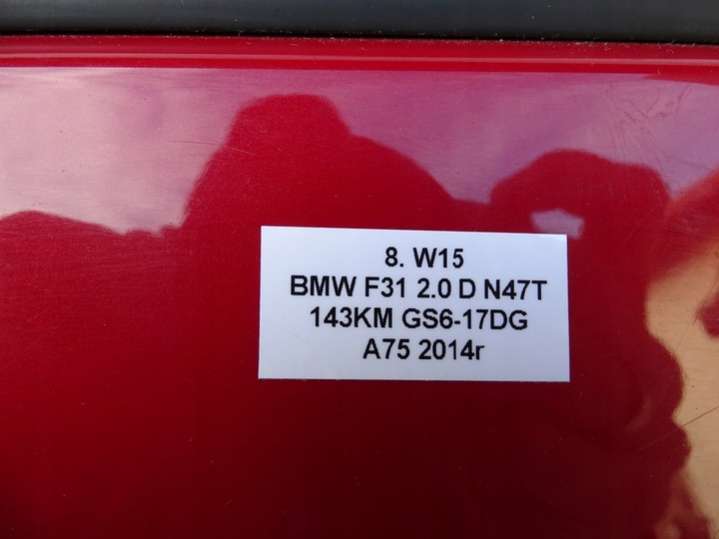 8. W15
BMW F31 2.0 D N47T
143KM GS6-17DG
A75 2014r